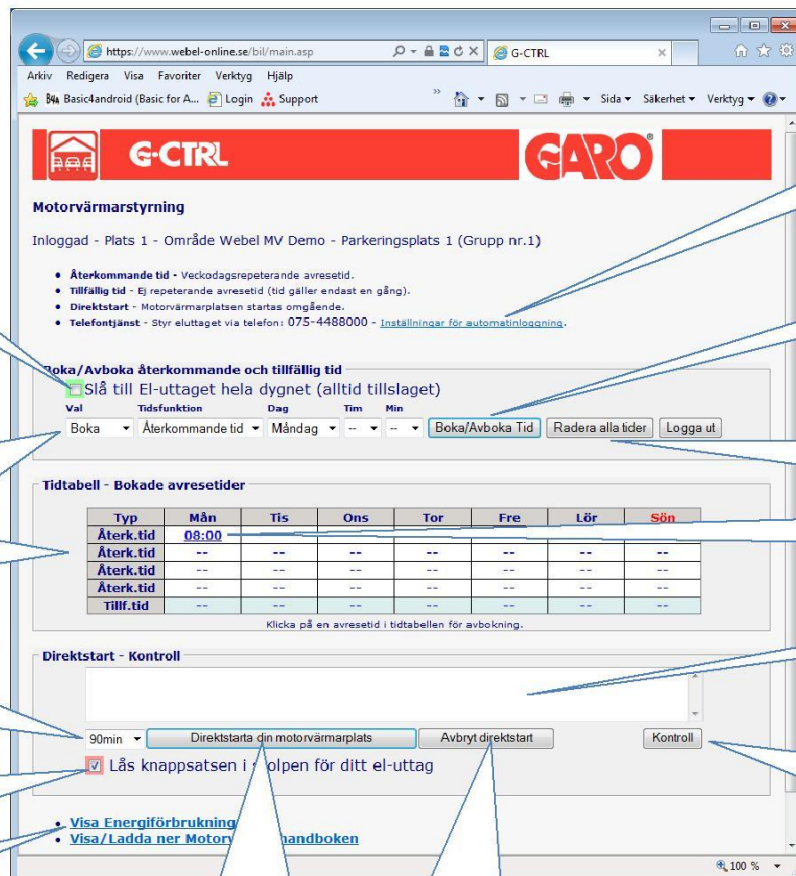 https://www.webel-online.se/bil/main.asp
G-CTRL
Arkiv Redigera Visa Favoriter Verktyg Hjälp
B4A Basic4android (Basic for A... Login Support
Sida Säkerhet Verktyg
G-CTRL
GARO
Motorvärmarstyrning
Inloggad - Plats 1 - Område Webel MV Demo - Parkeringsplats 1 (Grupp nr.1)
Återkommande tid - Veckodagsrepeterande avresetid.
Tillfällig tid - Ej repeterande avresetid (tid gäller endast en gång).
Direktstart - Motorvärmarplatsen startas omgående.
Telefontjänst - Styr eluttaget via telefon: 075-4488000 - Inställningar för automatinloggning.
Boka/Avboka återkommande och tillfällig tid
Slå till El-uttaget hela dygnet (alltid tillslaget)
Val Tidsfunktion Dag Tim Min
Boka Återkommande tid Måndag -- -- Boka/Avboka Tid Radera alla tider Logga ut
Tidtabell - Bokade avresetider
Typ Mån Tis Ons Tor Fre Lör Sön
Återk.tid 08:00 -- -- -- -- -- --
Återk.tid -- -- -- -- -- -- --
Återk.tid -- -- -- -- -- -- --
Återk.tid -- -- -- -- -- -- --
Tillf.tid -- -- -- -- -- -- --
Klicka på en avresetid i tidtabellen för avbokning.
Direktstart - Kontroll
90min Direktstarta din motorvärmarplats Avbryt direktstart Kontroll
Lås knappsatsen i stolpen för ditt el-uttag
Visa Energiförbrukning
Visa/Ladda ner Motorv handboken
100 %